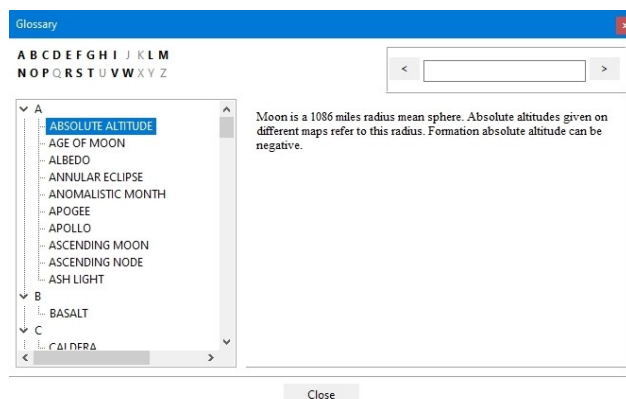 Glossary
A B C D E F G H I J K L M
N O P Q R S T U V W X Y Z
< >
A
ABSOLUTE ALTITUDE
AGE OF MOON
ALBEDO
ANNULAR ECLIPSE
ANOMALISTIC MONTH
APOGEE
APOLLO
ASCENDING MOON
ASCENDING NODE
ASH LIGHT
B
BASALT
C
CALDERA
Moon is a 1086 miles radius mean sphere. Absolute altitudes given on
different maps refer to this radius. Formation absolute altitude can be
negative.
Close